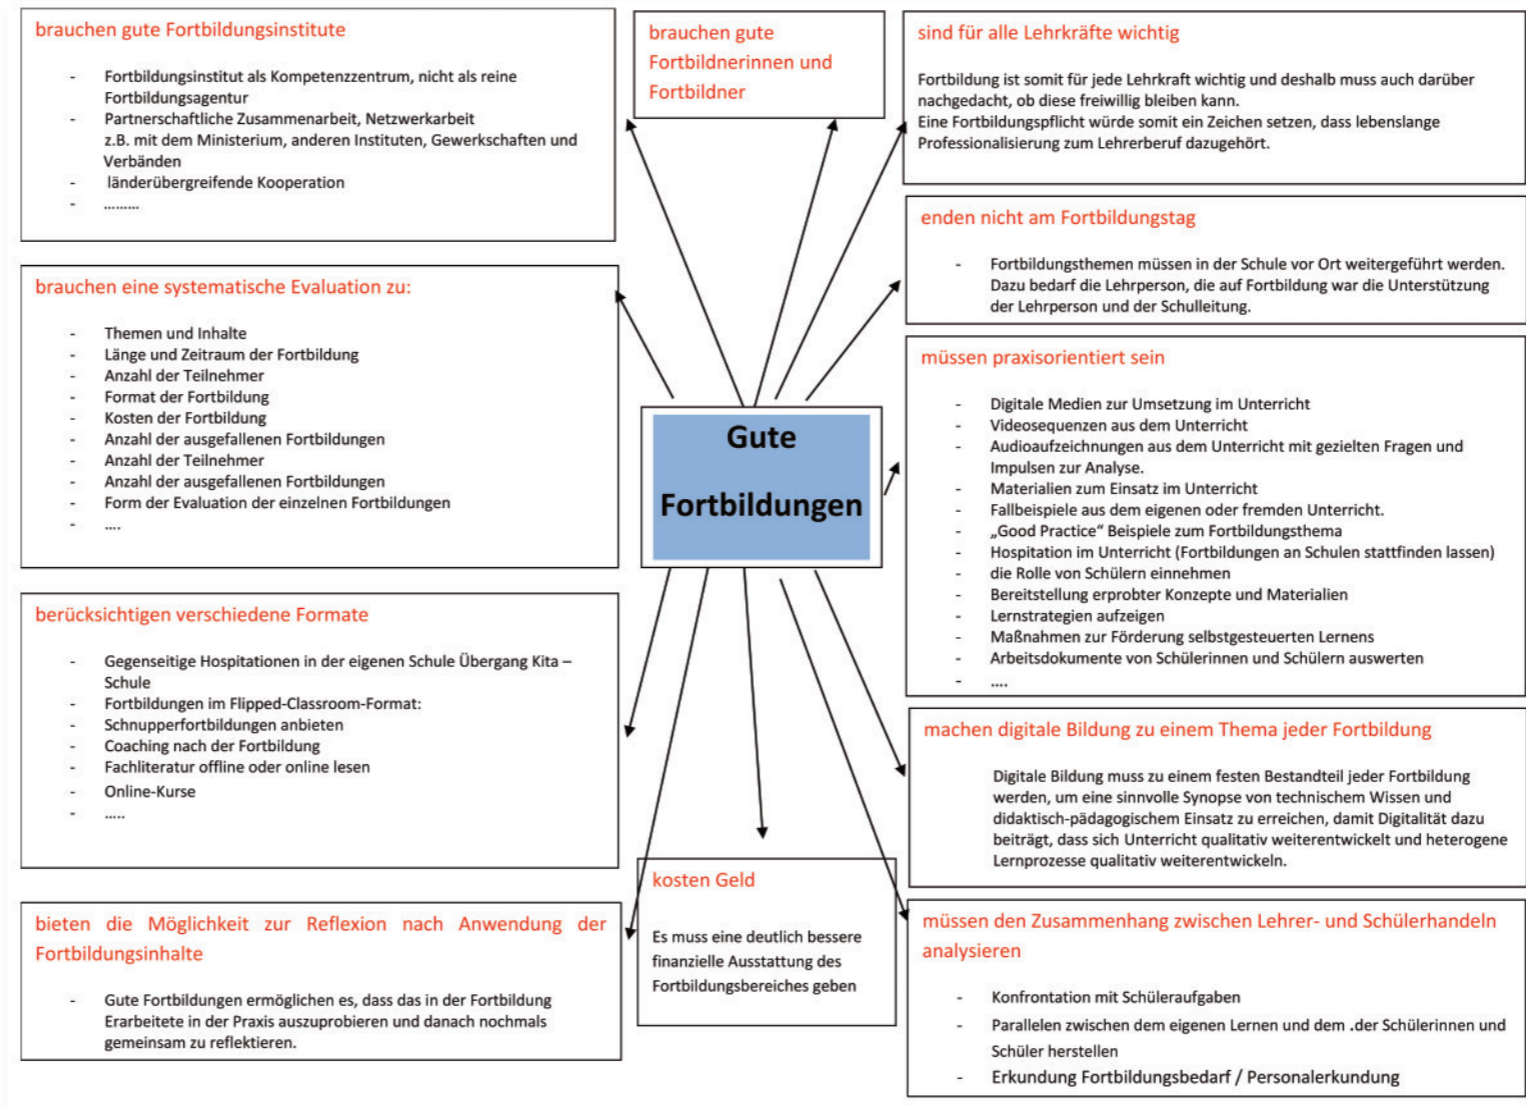 brauchen gute Fortbildungsinstitute
- Fortbildungsinstitut als Kompetenzzentrum, nicht als reine
Fortbildungsagentur
- Partnerschaftliche Zusammenarbeit, Netzwerkarbeit
z.B. mit dem Ministerium, anderen Instituten, Gewerkschaften und
Verbänden
- länderübergreifende Kooperation
- .........
brauchen eine systematische Evaluation zu:
- Themen und Inhalte
- Länge und Zeitraum der Fortbildung
- Anzahl der Teilnehmer
- Format der Fortbildung
- Kosten der Fortbildung
- Anzahl der ausgefallenen Fortbildungen
- Anzahl der Teilnehmer
- Anzahl der ausgefallenen Fortbildungen
- Form der Evaluation der einzelnen Fortbildungen
- ....
berücksichtigen verschiedene Formate
- Gegenseitige Hospitationen in der eigenen Schule Übergang Kita –
Schule
- Fortbildungen im Flipped-Classroom-Format:
- Schnupperfortbildungen anbieten
- Coaching nach der Fortbildung
- Fachliteratur offline oder online lesen
- Online-Kurse
- .....
bieten die Möglichkeit zur Reflexion nach Anwendung der
Fortbildungsinhalte
- Gute Fortbildungen ermöglichen es, dass das in der Fortbildung
Erarbeitete in der Praxis auszuprobieren und danach nochmals
gemeinsam zu reflektieren.
brauchen gute
Fortbildnerinnen und
Fortbildner
Gute
Fortbildungen
kosten Geld
Es muss eine deutlich bessere
finanzielle Ausstattung des
Fortbildungsbereiches geben
sind für alle Lehrkräfte wichtig
Fortbildung ist somit für jede Lehrkraft wichtig und deshalb muss auch darüber
nachgedacht, ob diese freiwillig bleiben kann.
Eine Fortbildungspflicht würde somit ein Zeichen setzen, dass lebenslange
Professionalisierung zum Lehrerberuf dazugehört.
enden nicht am Fortbildungstag
- Fortbildungsthemen müssen in der Schule vor Ort weitergeführt werden.
Dazu bedarf die Lehrperson, die auf Fortbildung war die Unterstützung
der Lehrperson und der Schulleitung.
müssen praxisorientiert sein
- Digitale Medien zur Umsetzung im Unterricht
- Videosequenzen aus dem Unterricht
- Audioaufzeichnungen aus dem Unterricht mit gezielten Fragen und
Impulsen zur Analyse.
- Materialien zum Einsatz im Unterricht
- Fallbeispiele aus dem eigenen oder fremden Unterricht.
- „Good Practice“ Beispiele zum Fortbildungsthema
- Hospitation im Unterricht (Fortbildungen an Schulen stattfinden lassen)
- die Rolle von Schülern einnehmen
- Bereitstellung erprobter Konzepte und Materialien
- Lernstrategien aufzeigen
- Maßnahmen zur Förderung selbstgesteuerten Lernens
- Arbeitsdokumente von Schülerinnen und Schülern auswerten
- ....
machen digitale Bildung zu einem Thema jeder Fortbildung
Digitale Bildung muss zu einem festen Bestandteil jeder Fortbildung
werden, um eine sinnvolle Synopse von technischem Wissen und
didaktisch-pädagogischem Einsatz zu erreichen, damit Digitalität dazu
beiträgt, dass sich Unterricht qualitativ weiterentwickelt und heterogene
Lernprozesse qualitativ weiterentwickeln.
müssen den Zusammenhang zwischen Lehrer- und Schülerhandeln
analysieren
- Konfrontation mit Schüleraufgaben
- Parallelen zwischen dem eigenen Lernen und dem .der Schülerinnen und
Schüler herstellen
- Erkundung Fortbildungsbedarf / Personalerkundung